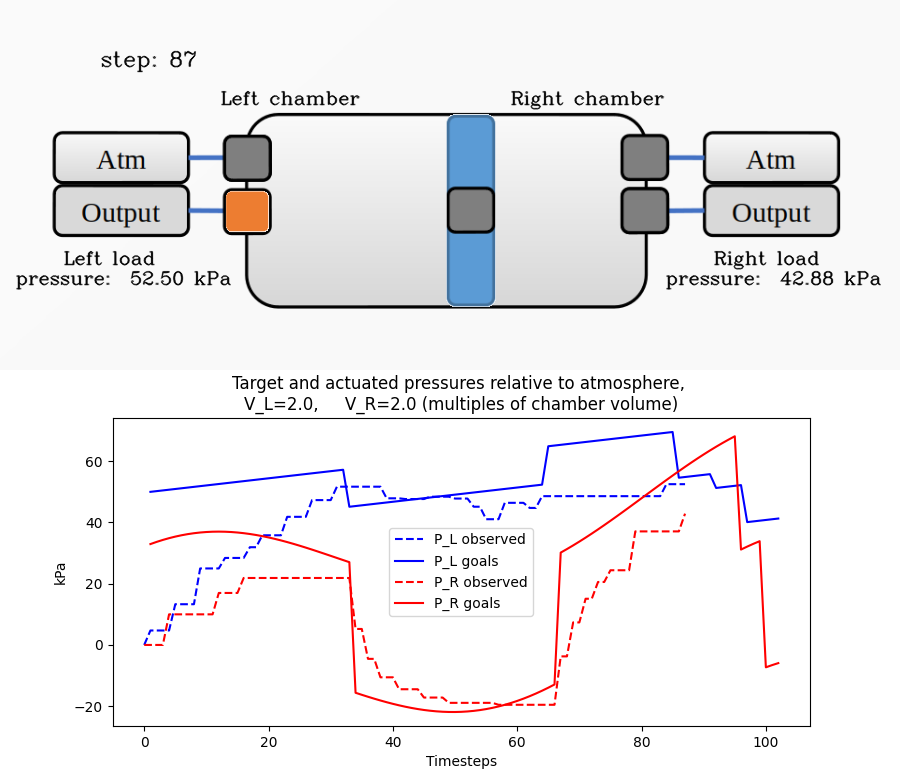 step: 87
Left chamber
Right chamber
Atm
Atm
Output
Output
Left load
pressure: 52.50 kPa
Right load
pressure: 42.88 kPa
Target and actuated pressures relative to atmosphere,
V_L=2.0, V_R=2.0 (multiples of chamber volume)
60
40
20
0
−20
kPa
P_L observed
P_L goals
P_R observed
P_R goals
0 20 40 60 80 100
Timesteps